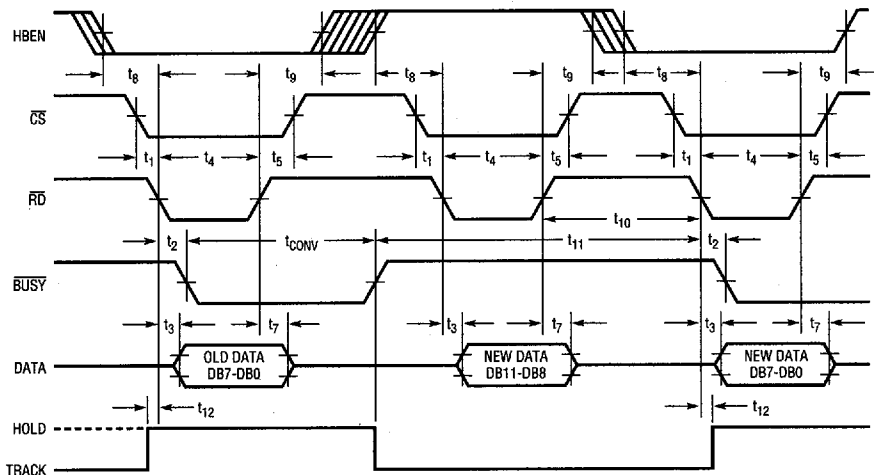 HBEN
t8 t9 t8 t9 t8 t9
CS
t1 t4 t5 t1 t4 t5 t1 t4 t5
RD
t10
t2 tCONV t11 t2
BUSY
t3 t7 t3 t7 t3 t7
DATA
OLD DATA
DB7-DB0
NEW DATA
DB11-DB8
NEW DATA
DB7-DB0
t12 t12
HOLD
TRACK